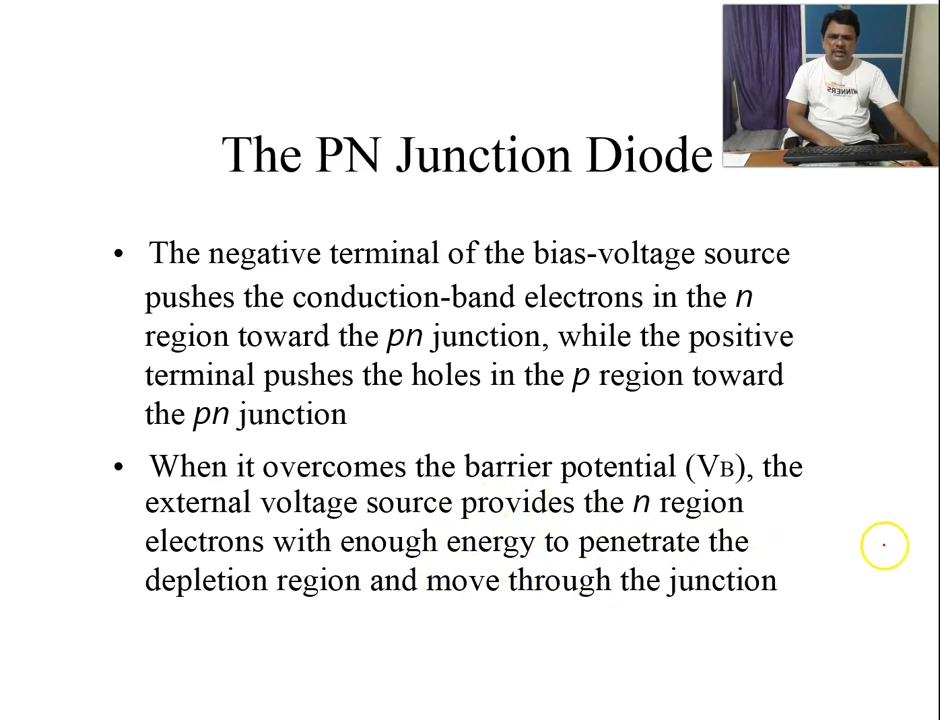 The PN Junction Diode
WINNERS
• The negative terminal of the bias-voltage source
pushes the conduction-band electrons in the n
region toward the pn junction, while the positive
terminal pushes the holes in the p region toward
the pn junction
• When it overcomes the barrier potential (VB), the
external voltage source provides the n region
electrons with enough energy to penetrate the
depletion region and move through the junction